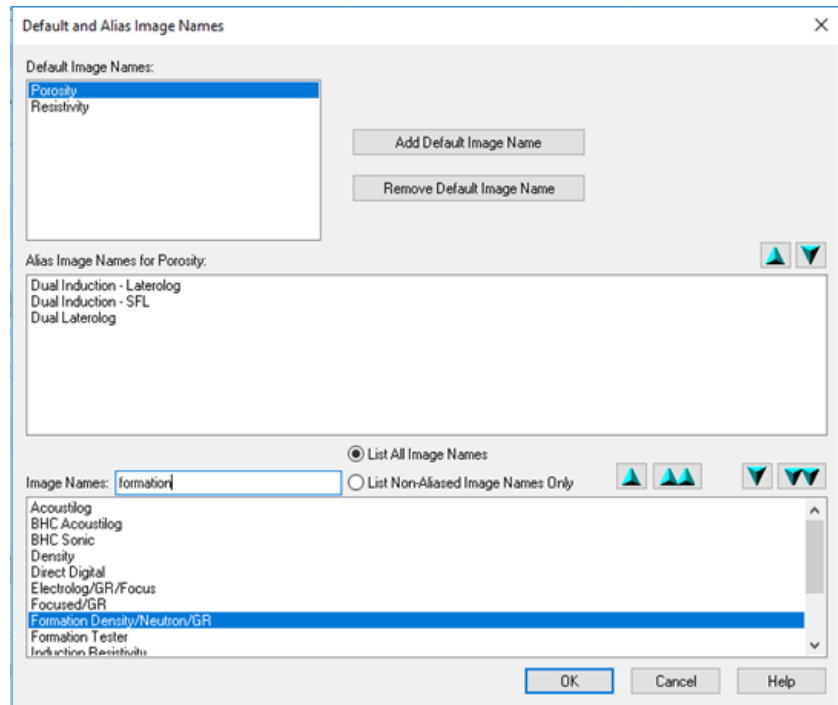 Default and Alias Image Names
Default Image Names:
Porosity
Resistivity
Add Default Image Name
Remove Default Image Name
Alias Image Names for Porosity:
Dual Induction - Laterolog
Dual Induction - SFL
Dual Laterolog
List All Image Names
Image Names: formation
List Non-Aliased Image Names Only
Acoustilog
BHC Acoustilog
BHC Sonic
Density
Direct Digital
Electrolog/GR/Focus
Focused/GR
Formation Density/Neutron/GR
Formation Tester
Induction Resistivity
OK Cancel Help